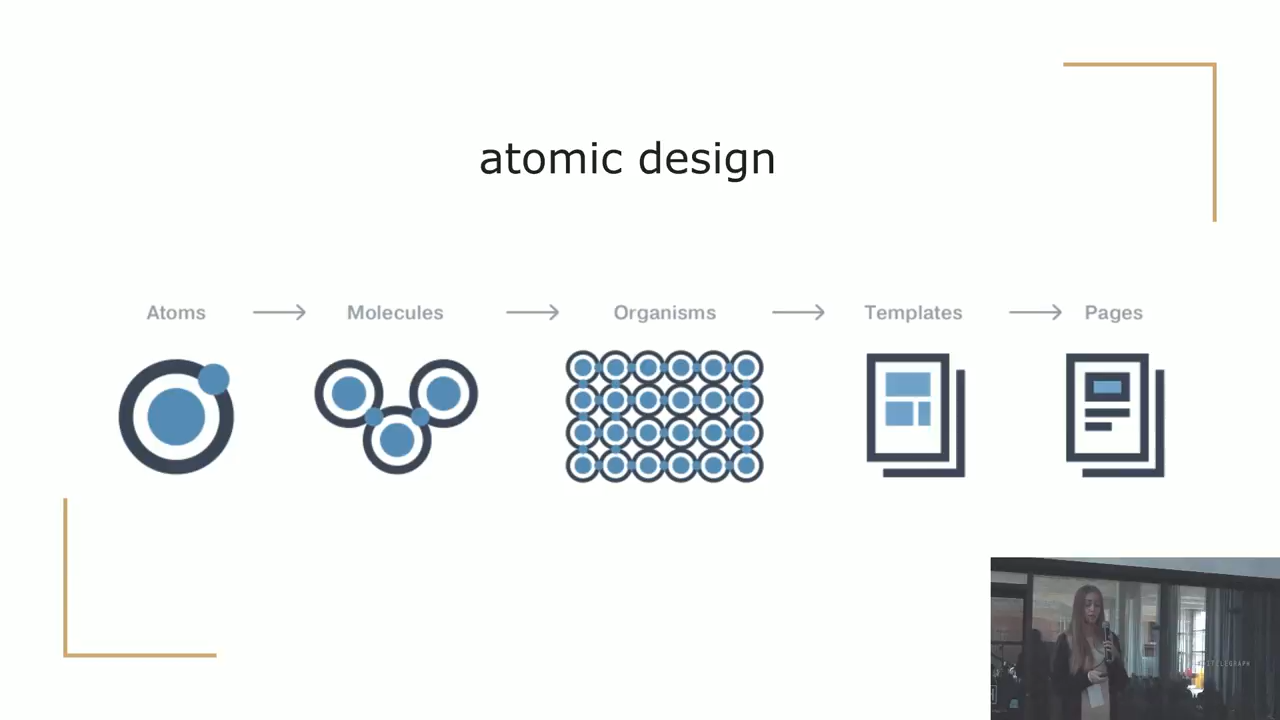 atomic design
Atoms
Molecules
Organisms
Templates
Pages